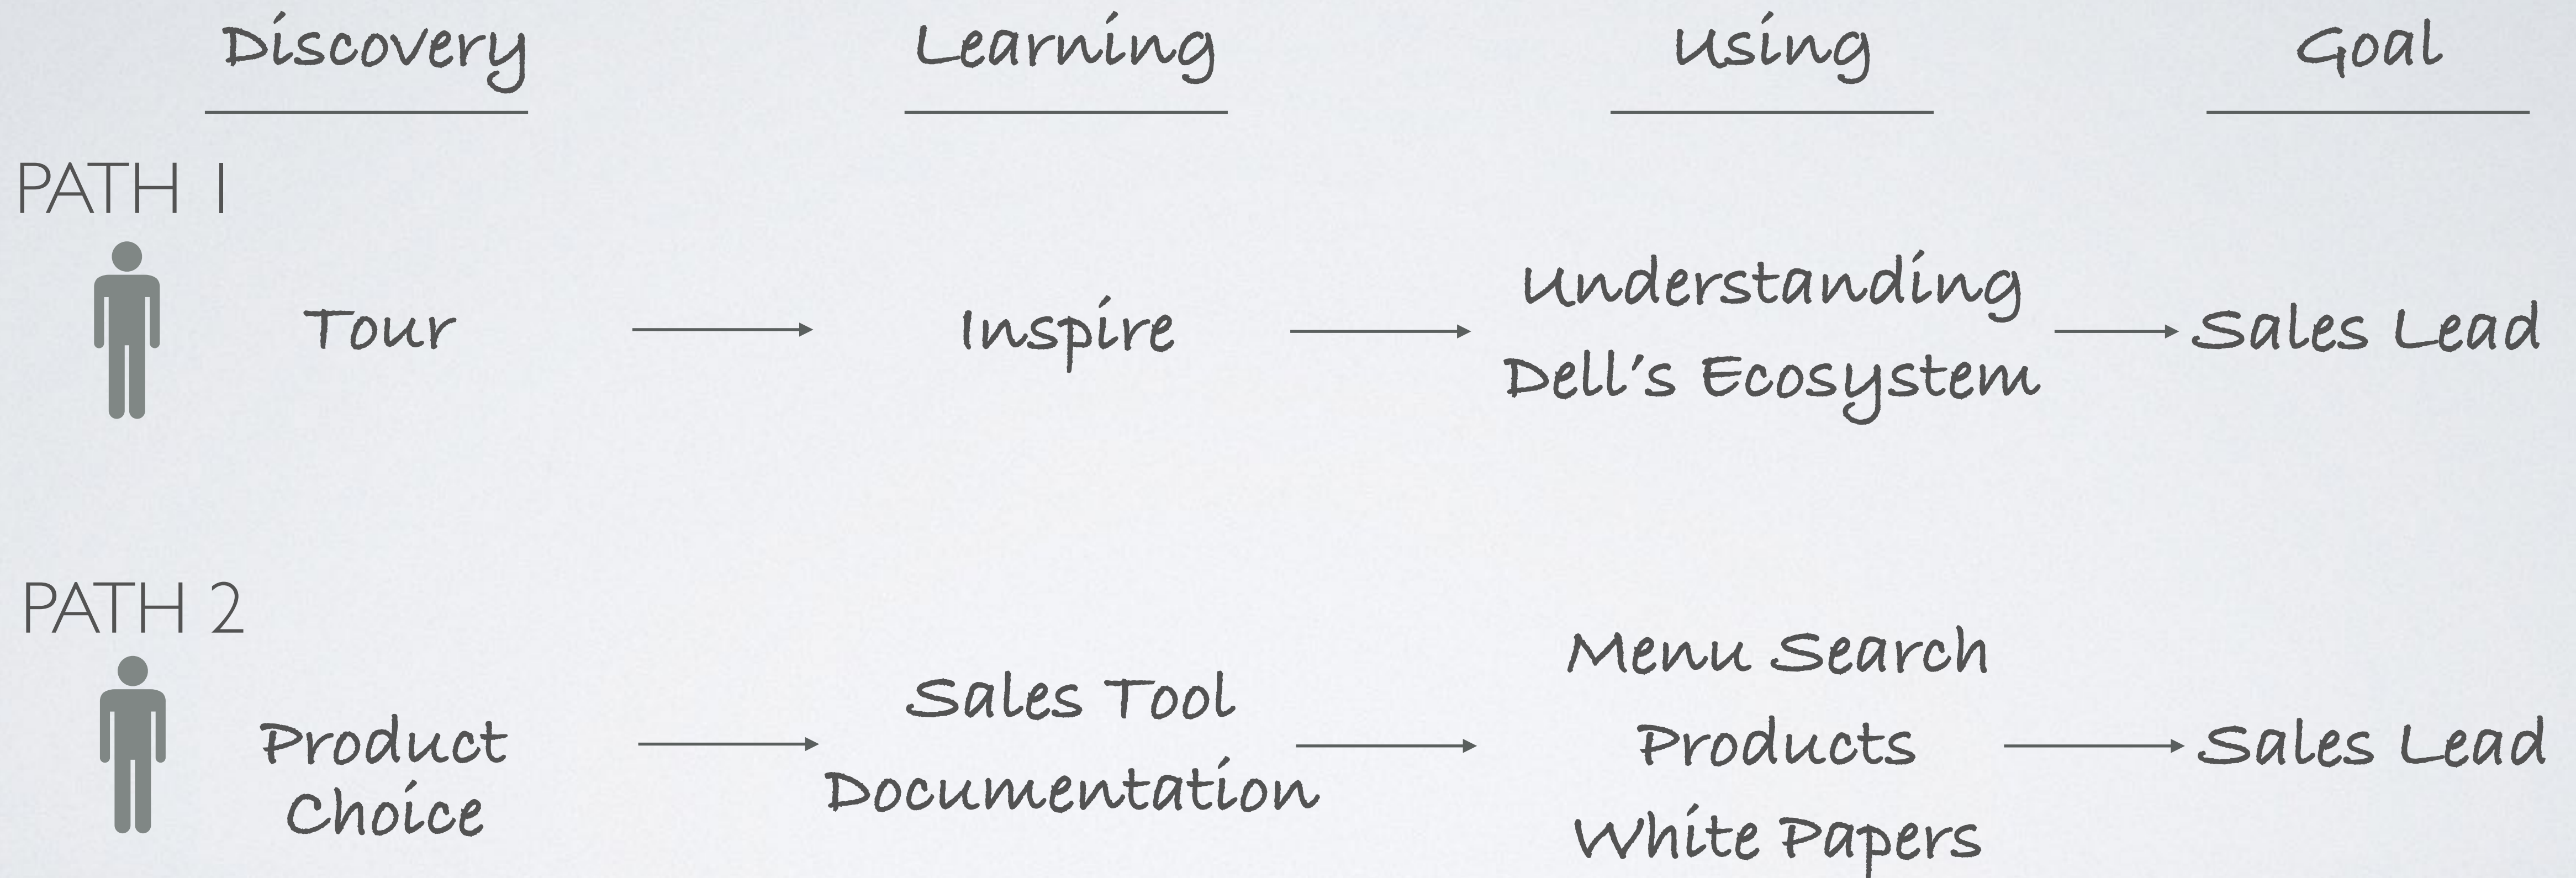 Discovery
Learning
Using
Goal
PATH 1
Tour
Inspire
Understanding
Dell's Ecosystem
Sales Lead
PATH 2
Product
Choice
Sales Tool
Documentation
Menu Search
Products
White Papers
Sales Lead